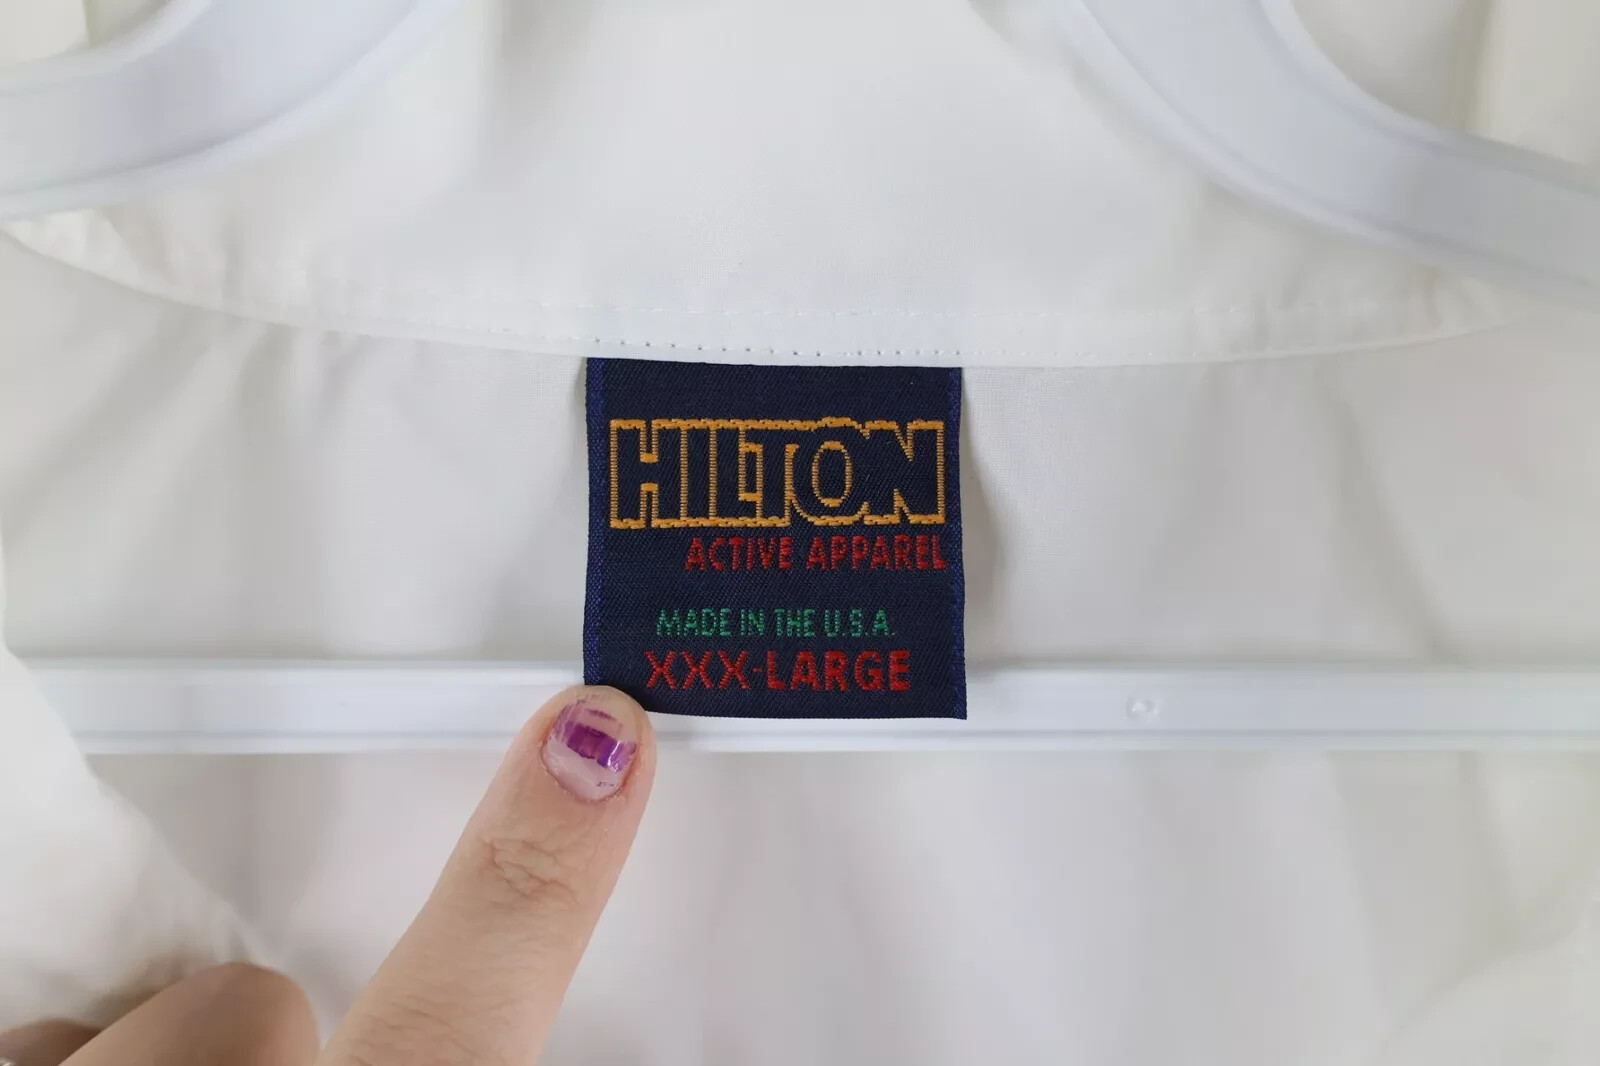 HILTON
ACTIVE APPAREL
MADE IN THE U.S.A.
XXX-LARGE